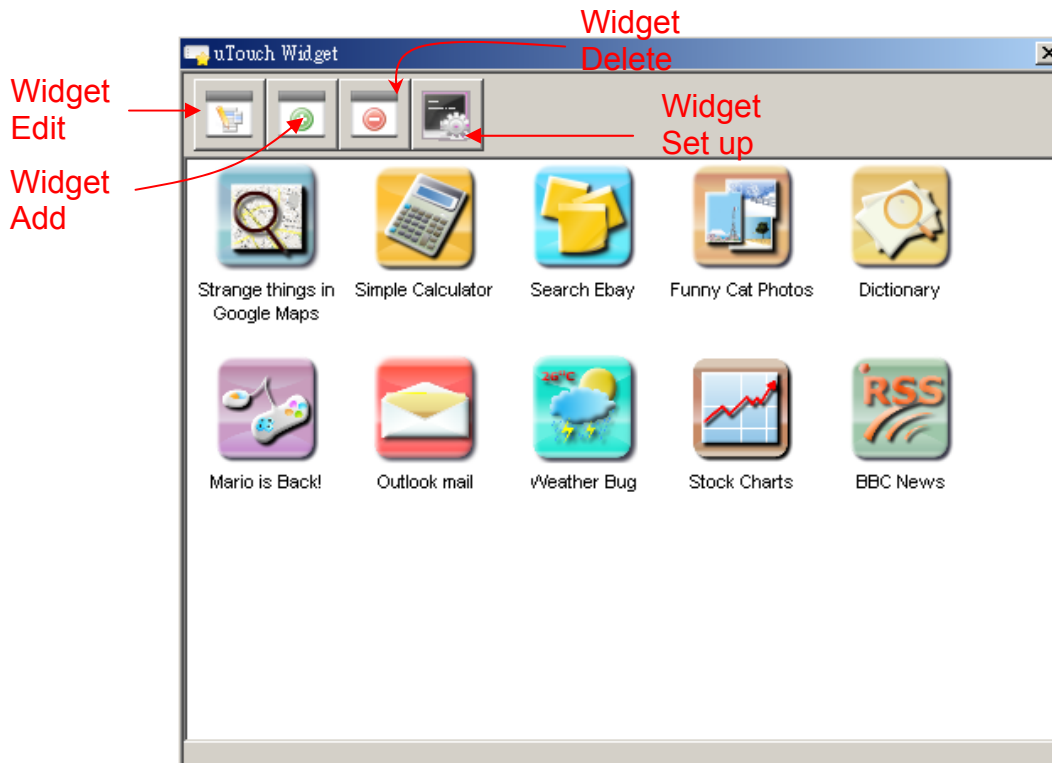 Widget
Delete
uTouch Widget
Widget
Edit
Widget
Set up
Widget
Add
Strange things in
Google Maps
Simple Calculator
Search Ebay
Funny Cat Photos
Dictionary
26°C
RSS
Mario is Back!
Outlook mail
Weather Bug
Stock Charts
BBC News